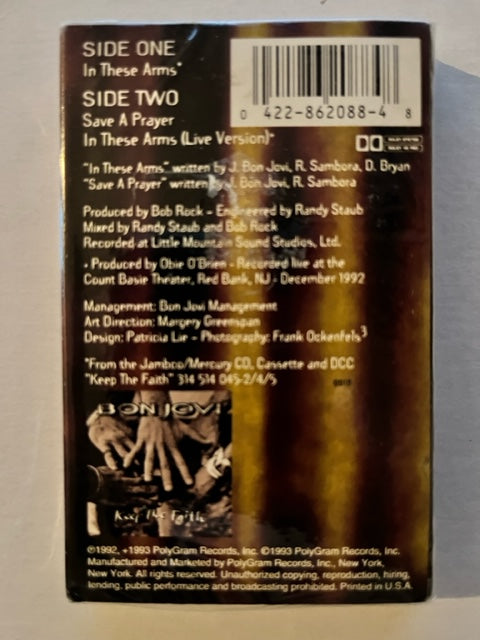 SIDE ONE
In These Arms*
SIDE TWO
Save A Prayer
In These Arms (Live Version)+
0 422-862088-4 8
"In These Arms" written by J. Bon Jovi, R. Sambora, D. Bryan
"Save A Prayer" written by J. Bon Jovi, R. Sambora
Produced by Bob Rock - Engineered by Randy Staub
Mixed by Randy Staub and Bob Rock
Recorded at Little Mountain Sound Studios, Ltd.
+ Produced by Obie O'Brien - Recorded live at the
Count Basie Theater, Red Bank, NJ - December 1992
Management: Bon Jovi Management
Art Direction: Margery Greenspan
Design: Patricia Lie - Photography: Frank Ockenfels3
*From the Jambco/Mercury CD, Cassette and DCC
"Keep The Faith" 314 514 045-2/4/5
BON JOVI
Keep The Faith
℗1992, +1993 PolyGram Records, Inc. ©1993 PolyGram Records, Inc.
Manufactured and Marketed by PolyGram Records, Inc., New York,
New York. All rights reserved. Unauthorized copying, reproduction, hiring,
lending, public performance and broadcasting prohibited. Printed in U.S.A.